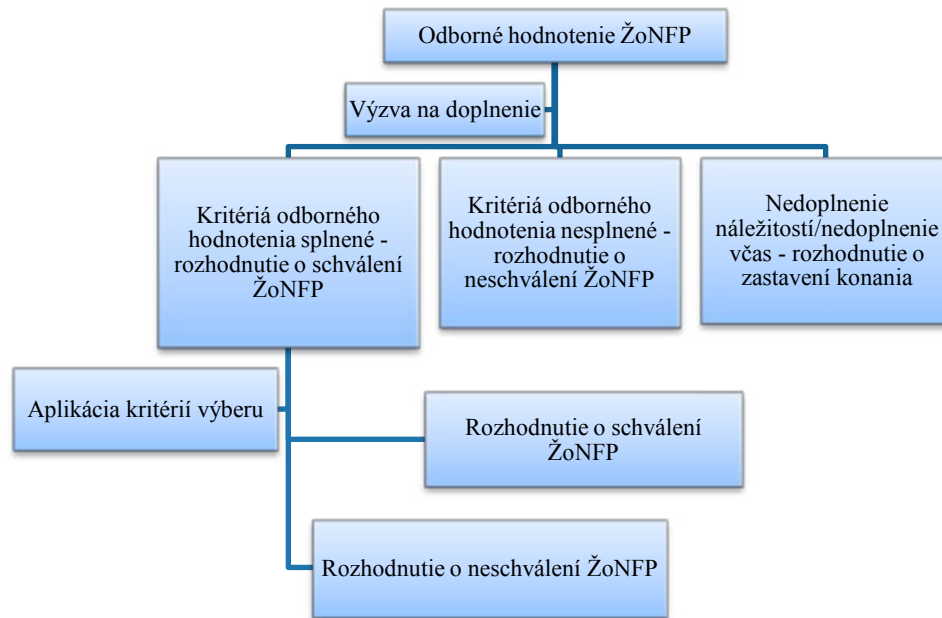 Odborné hodnotenie ŽoNFP
Výzva na doplnenie
Kritériá odborného
hodnotenia splnené -
rozhodnutie o schválení
ŽoNFP
Kritériá odborného
hodnotenia nesplnené -
rozhodnutie o
neschválení ŽoNFP
Nedoplnenie
náležitostí/nedoplnenie
včas - rozhodnutie o
zastavení konania
Aplikácia kritérií výberu
Rozhodnutie o schválení
ŽoNFP
Rozhodnutie o neschválení ŽoNFP